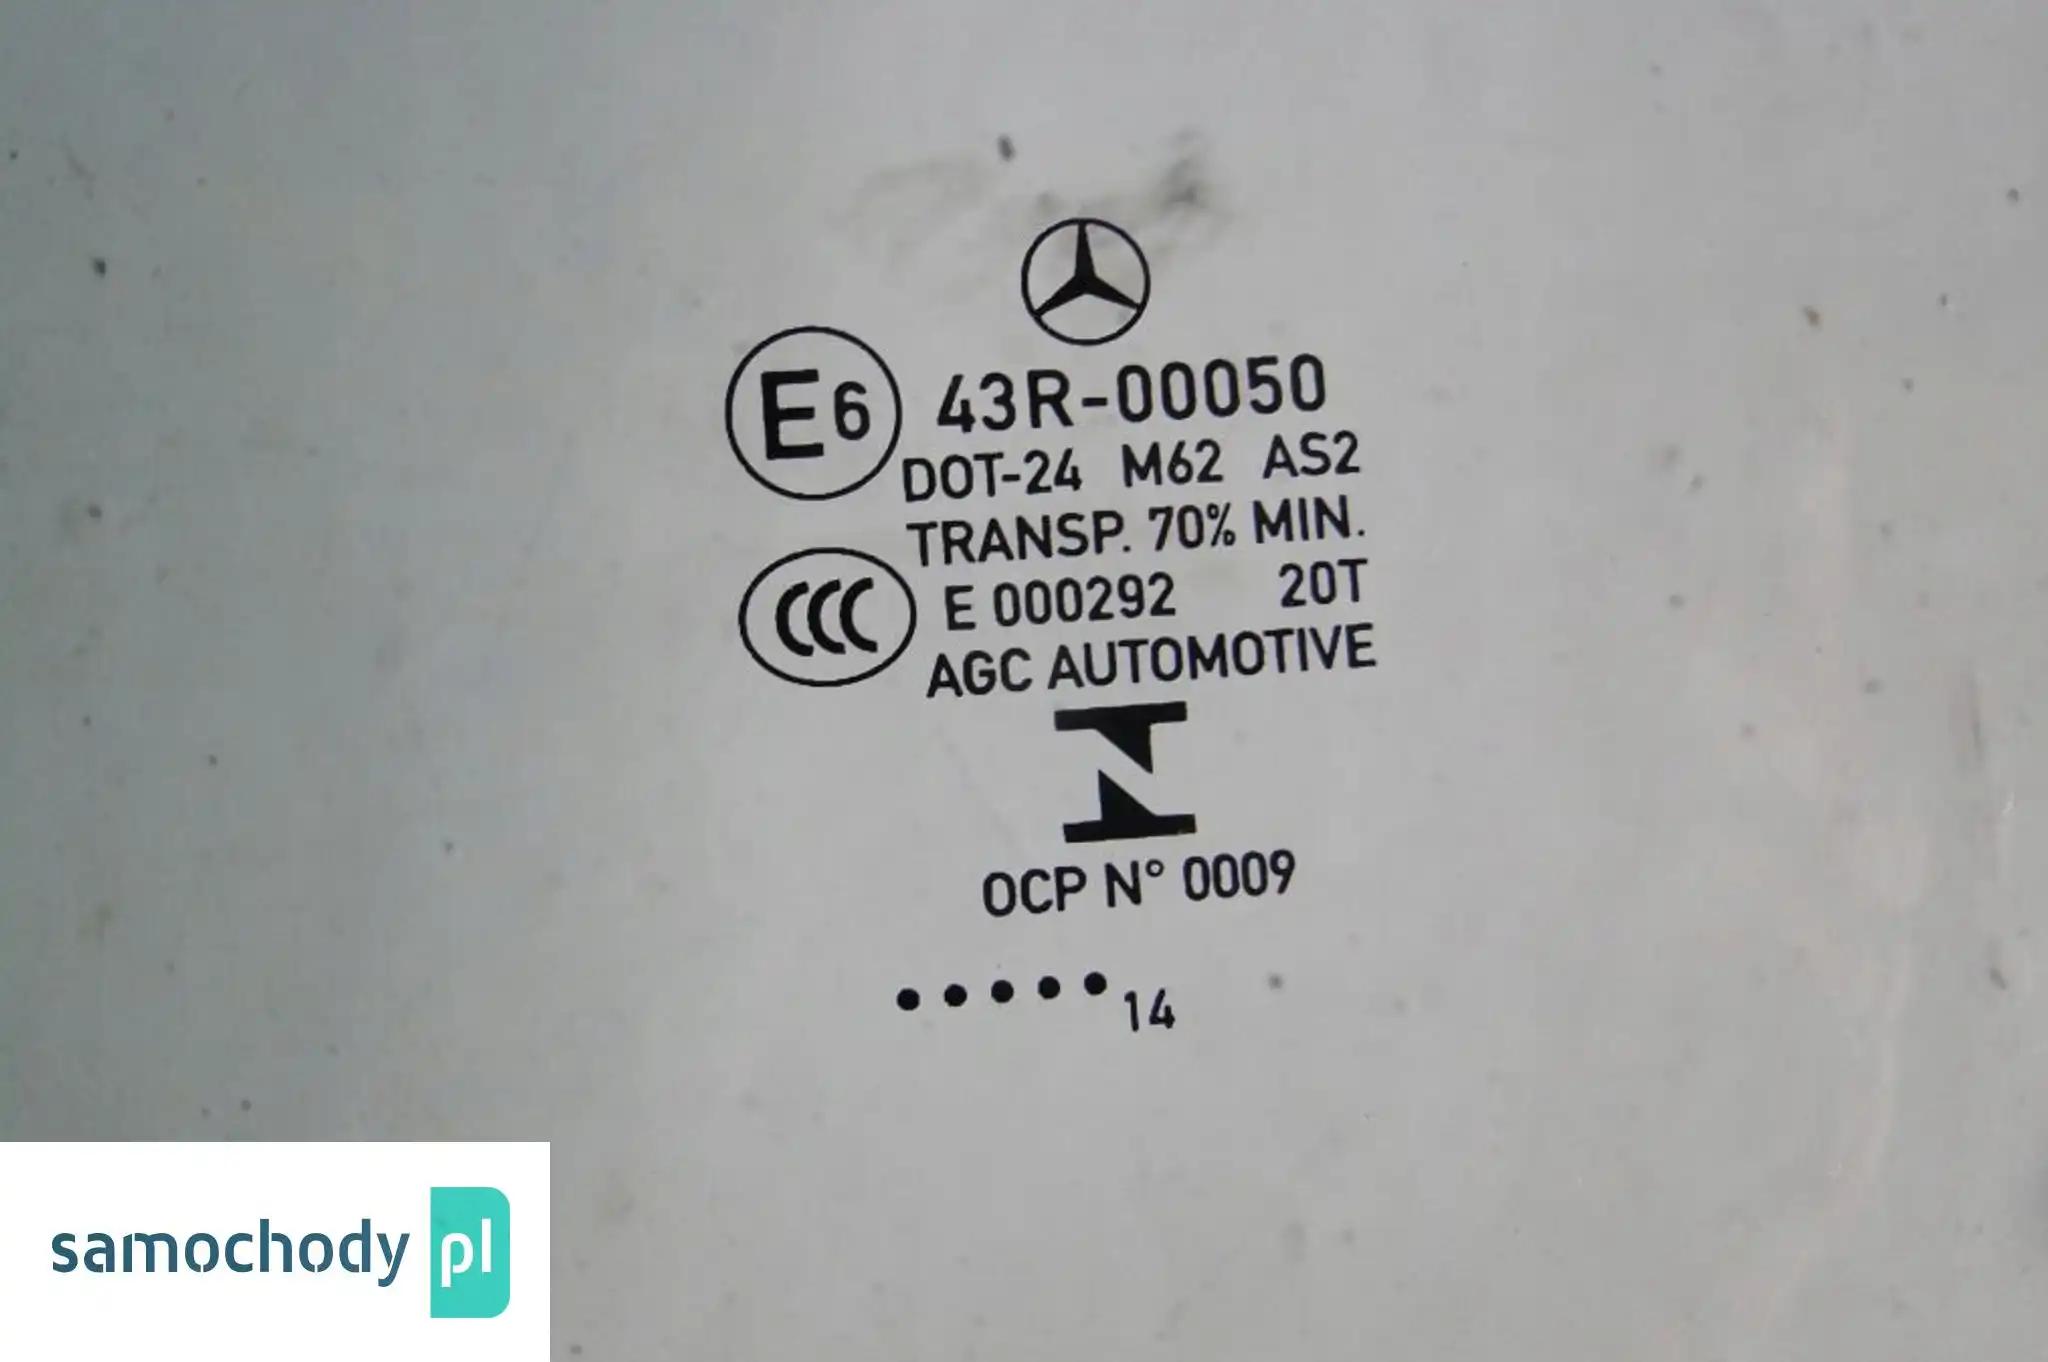 E6 43R-00050
DOT-24 M62 AS2
TRANSP. 70% MIN.
CCC E 000292 20T
AGC AUTOMOTIVE
OCP N° 0009
•••••14
samochody pl